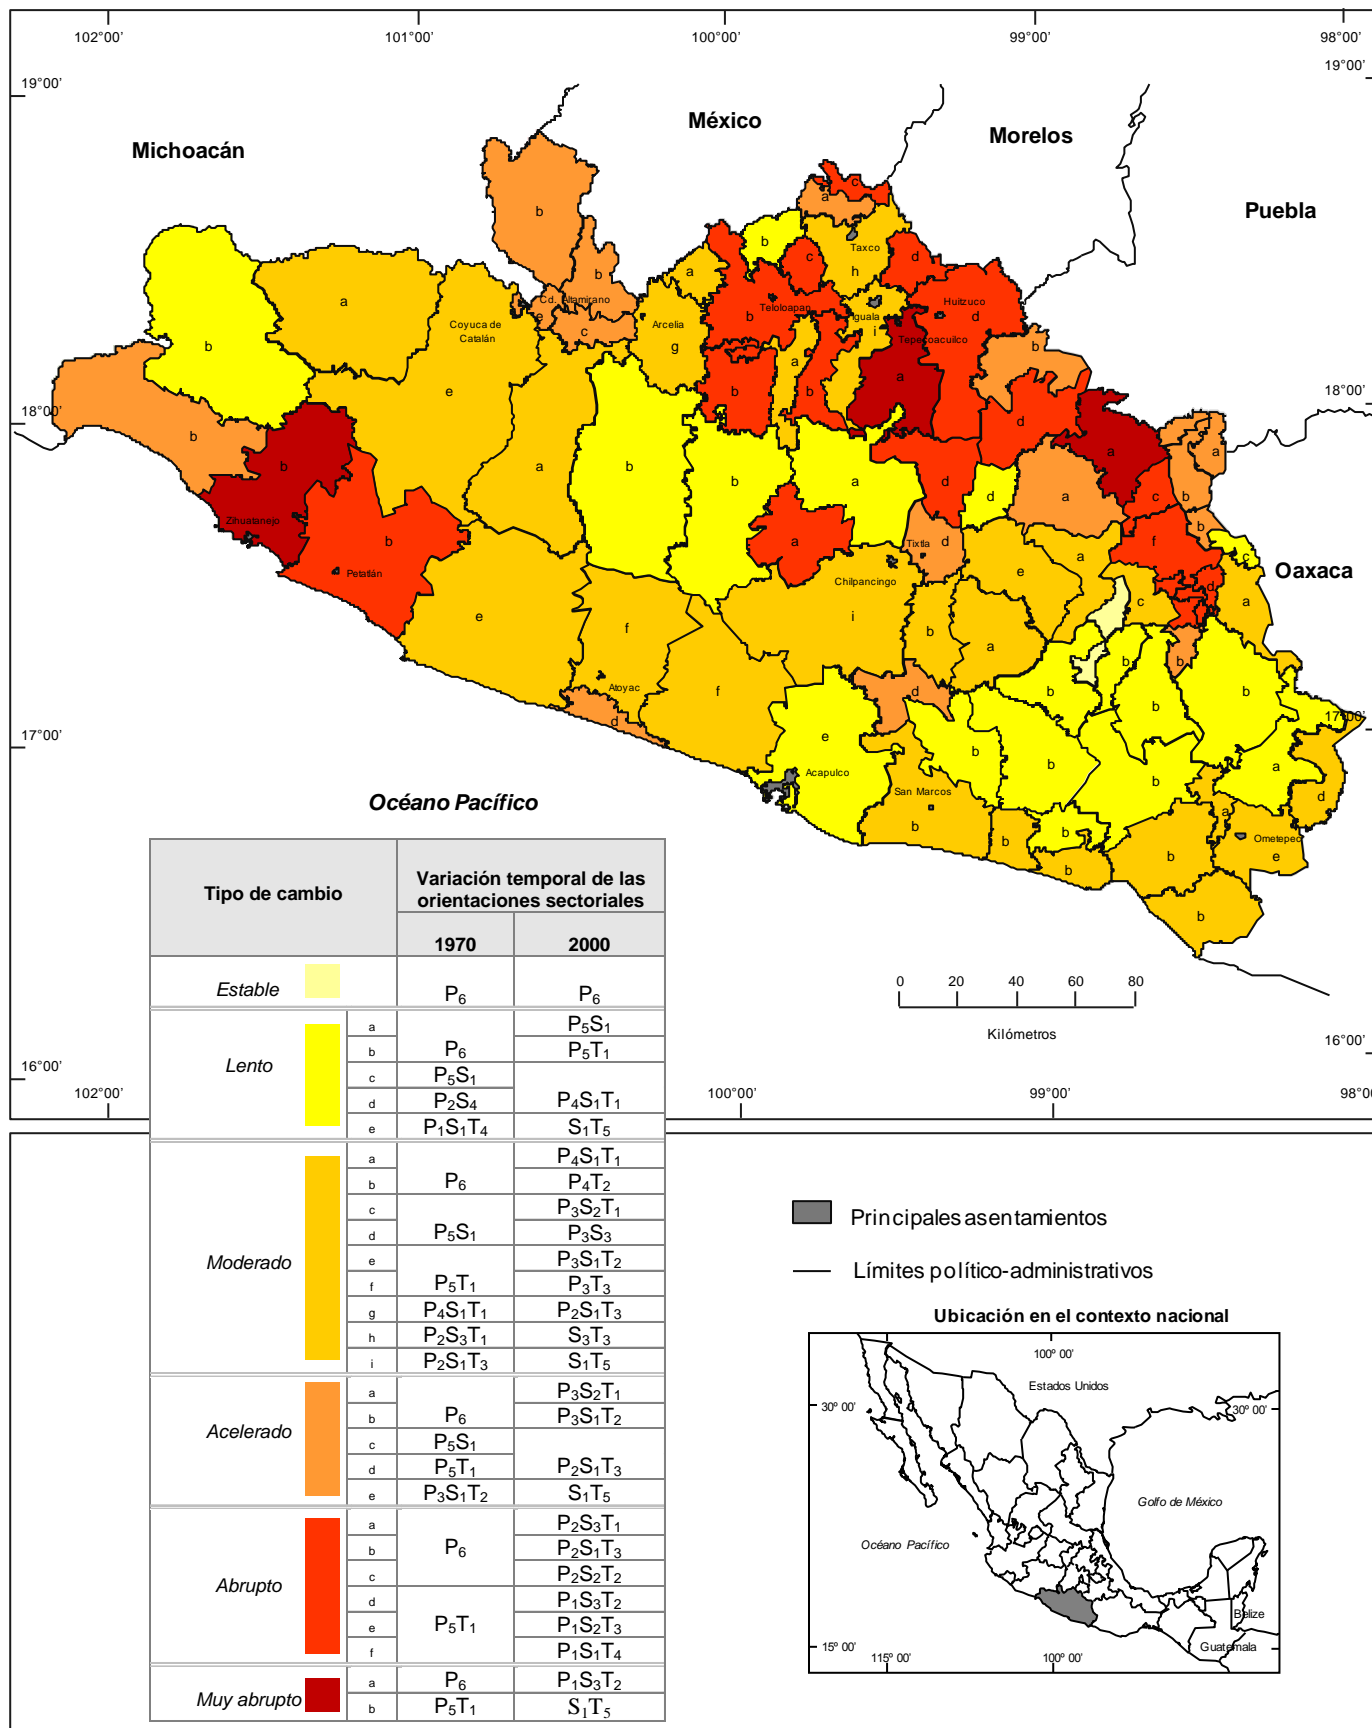 102°00’ 101°00’ 100°00’ 99°00’ 98°00’
19°00’ 19°00’
México
Morelos
Michoacán
Puebla
c
a
b
b
Taxco
d
a c
h
b
Cd. Altamirano
Teloloapan
Huitzuco
a
e
Coyuca de
Catalán
Arcelia
b
Iguala
d
c
i
Tepecoacuilco
b
b
g
a
a
e
b b
18°00’ 18°00’
d
b
a
a
b
a
b
b
a
a
d
d
c
b
Zihuatanejo
b
a
Tixtla
d
f
b
c
Petatlán
Chilpancingo
e
a
Oaxaca
d
e
i
c
a
f
b
a
b
b
Atoyac
f
d
b
b
b
d
17°00’ 17°00’
e
b
b
b
a
Acapulco
San Marcos
d
Océano Pacífico
b
b
b
a
Ometepec
b
b
e
b
b
Tipo de cambio Variación temporal de las
orientaciones sectoriales
1970 2000
Estable P₆ P₆
0 20 40 60 80
Kilómetros
Lento a P₅S₁
b P₆ P₅T₁
c P₅S₁
d P₂S₄ P₄S₁T₁
e P₁S₁T₄ S₁T₅
16°00’ 16°00’
102°00’ 100°00’ 99°00’ 98°00’
Moderado a P₄S₁T₁
b P₆ P₄T₂
c P₃S₂T₁
d P₅S₁ P₃S₃
e P₃S₁T₂
f P₅T₁ P₃T₃
g P₄S₁T₁ P₂S₁T₃
h P₂S₃T₁ S₃T₃
i P₂S₁T₃ S₁T₅
Acelerado a P₃S₂T₁
b P₆ P₃S₁T₂
c P₅S₁
d P₅T₁ P₂S₁T₃
e P₃S₁T₂ S₁T₅
Abrupto a P₂S₃T₁
b P₆ P₂S₁T₃
c P₂S₂T₂
d P₁S₃T₂
e P₅T₁ P₁S₂T₃
f P₁S₁T₄
Muy abrupto a P₆ P₁S₃T₂
b P₅T₁ S₁T₅
Principales asentamientos
Límites político-administrativos
Ubicación en el contexto nacional
100º 00’
Estados Unidos
30º 00’ 30º 00’
Golfo de México
Océano Pacífico
Belize
Guatemala
15º 00’
115º 00’ 100º 00’